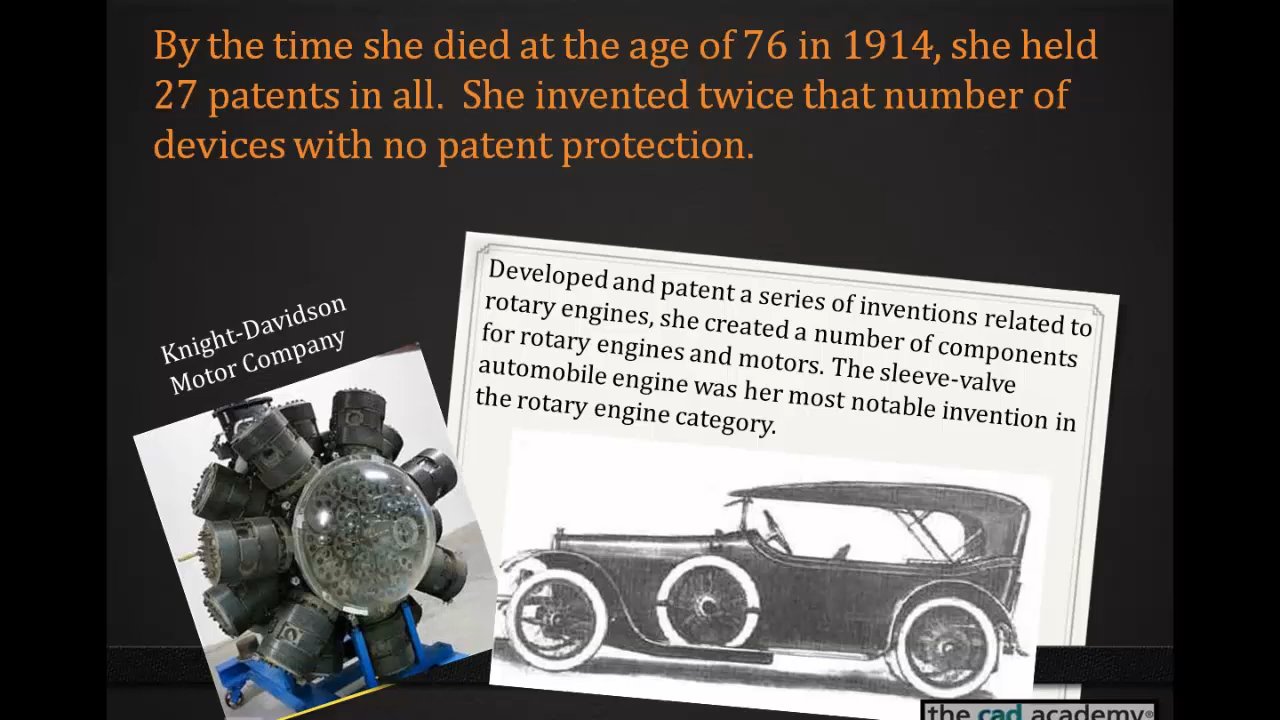 By the time she died at the age of 76 in 1914, she held
27 patents in all.  She invented twice that number of
devices with no patent protection.
Knight-Davidson
Motor Company
Developed and patent a series of inventions related to
rotary engines, she created a number of components
for rotary engines and motors. The sleeve-valve
automobile engine was her most notable invention in
the rotary engine category.
the cad academy®